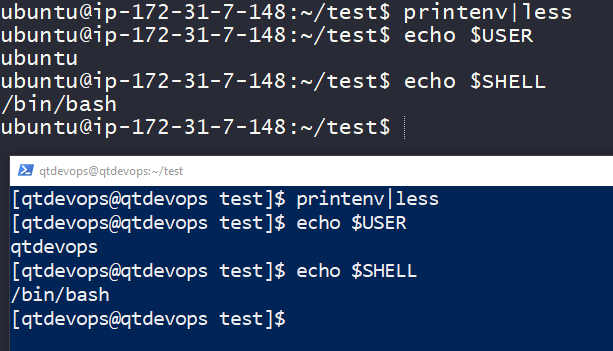 ubuntu@ip-172-31-7-148:~/test$ printenv|less
ubuntu@ip-172-31-7-148:~/test$ echo $USER
ubuntu
ubuntu@ip-172-31-7-148:~/test$ echo $SHELL
/bin/bash
ubuntu@ip-172-31-7-148:~/test$
qtdevops@qtdevops:~/test
[qtdevops@qtdevops test]$ printenv|less
[qtdevops@qtdevops test]$ echo $USER
qtdevops
[qtdevops@qtdevops test]$ echo $SHELL
/bin/bash
[qtdevops@qtdevops test]$